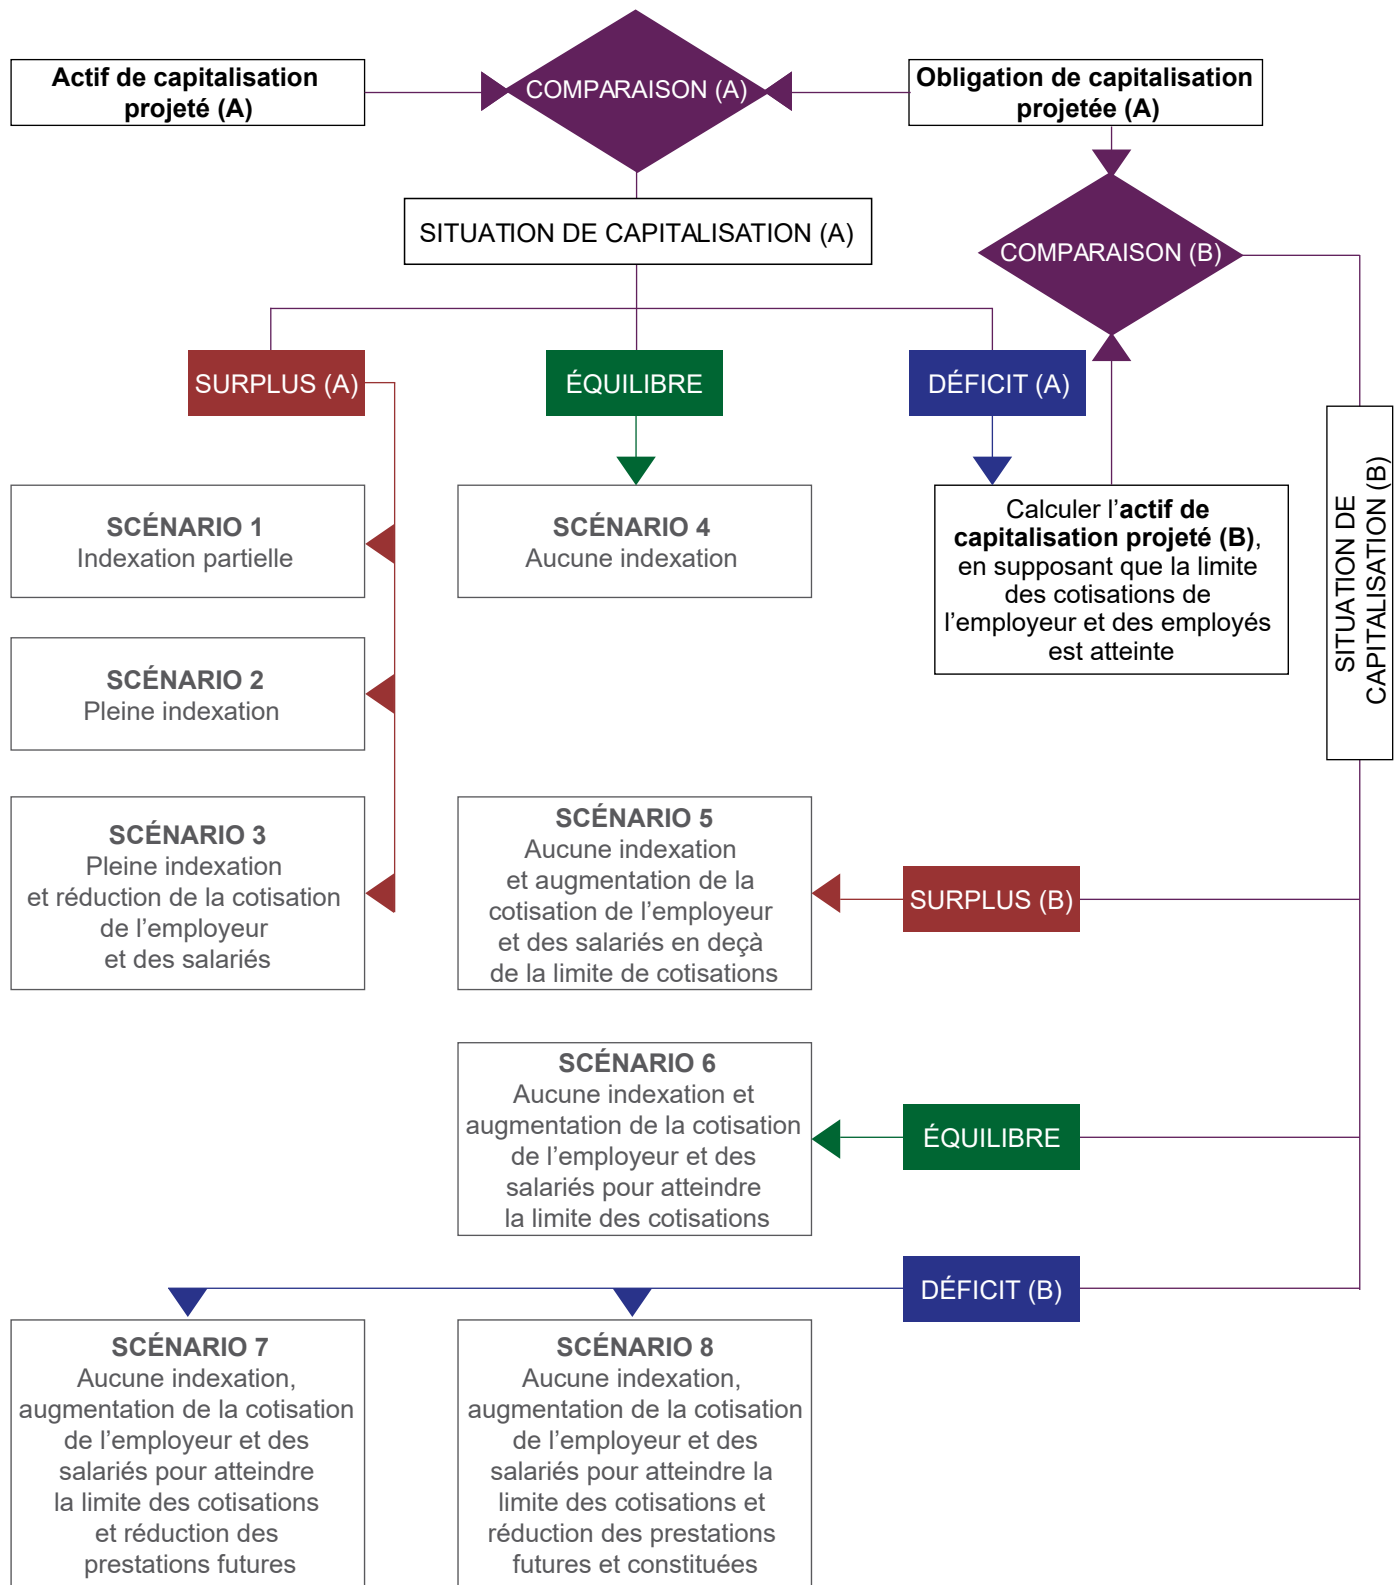 Actif de capitalisation
projeté (A)
COMPARAISON (A)
Obligation de capitalisation
projetée (A)
SITUATION DE CAPITALISATION (A)
COMPARAISON (B)
SURPLUS (A)
ÉQUILIBRE
DÉFICIT (A)
SITUATION DE
CAPITALISATION (B)
SCÉNARIO 1
Indexation partielle
SCÉNARIO 4
Aucune indexation
Calculer l’actif de
capitalisation projeté (B),
en supposant que la limite
des cotisations de
l’employeur et des employés
est atteinte
SCÉNARIO 2
Pleine indexation
SCÉNARIO 3
Pleine indexation
et réduction de la cotisation
de l’employeur
et des salariés
SCÉNARIO 5
Aucune indexation
et augmentation de la
cotisation de l’employeur
et des salariés en deçà
de la limite de cotisations
SURPLUS (B)
SCÉNARIO 6
Aucune indexation et
augmentation de la cotisation
de l’employeur et des
salariés pour atteindre
la limite des cotisations
ÉQUILIBRE
DÉFICIT (B)
SCÉNARIO 7
Aucune indexation,
augmentation de la cotisation
de l’employeur et des
salariés pour atteindre
la limite des cotisations
et réduction des
prestations futures
SCÉNARIO 8
Aucune indexation,
augmentation de la cotisation
de l’employeur et des
salariés pour atteindre la
limite des cotisations et
réduction des prestations
futures et constituées